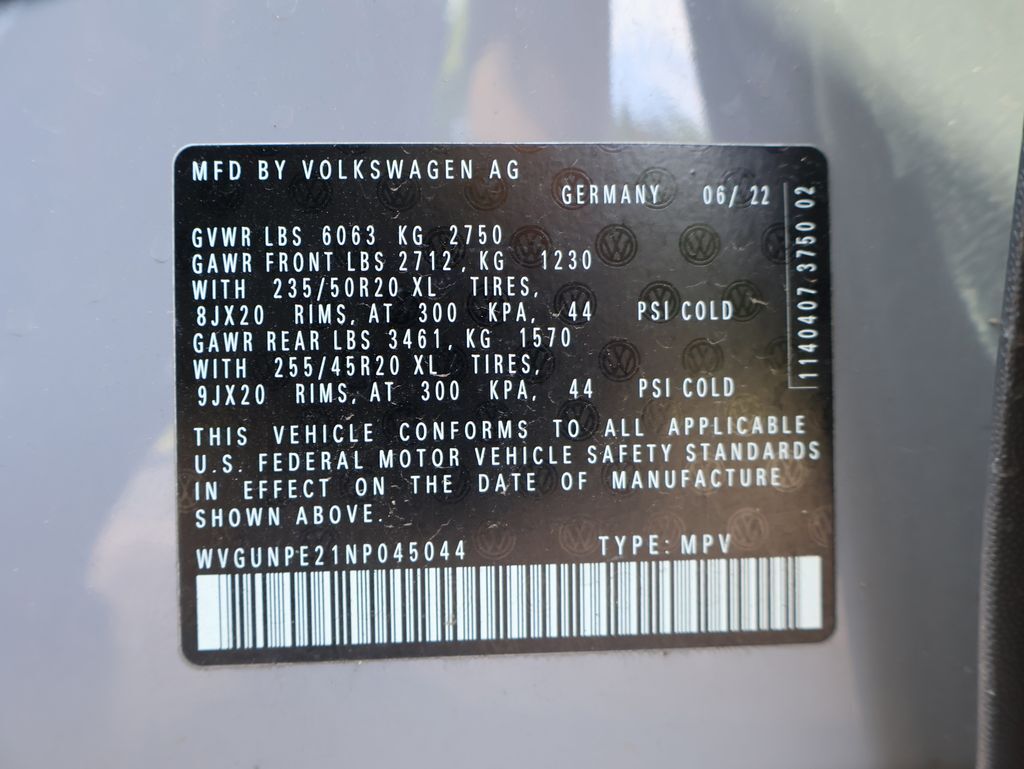 MFD BY VOLKSWAGEN AG
GERMANY 06/ 22
GVWR LBS 6063 KG 2750
GAWR FRONT LBS 2712, KG 1230
WITH 235/50R20 XL TIRES,
8JX20 RIMS, AT 300 KPA, 44 PSI COLD
GAWR REAR LBS 3461, KG 1570
WITH 255/45R20 XL TIRES,
9JX20 RIMS, AT 300 KPA, 44 PSI COLD
THIS VEHICLE CONFORMS TO ALL APPLICABLE
U.S. FEDERAL MOTOR VEHICLE SAFETY STANDARDS
IN EFFECT ON THE DATE OF MANUFACTURE
SHOWN ABOVE.
WVGUNPE21NP045044 TYPE: MPV
1140407 3750 02